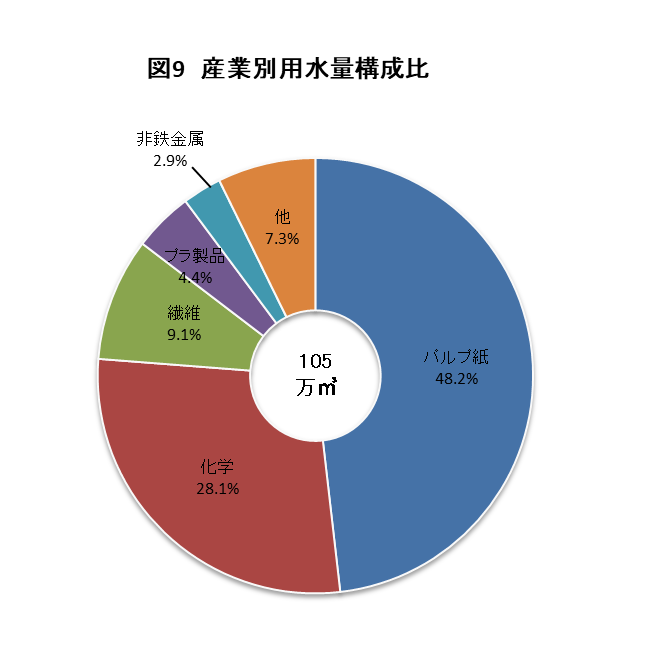 図9 産業別用水量構成比
非鉄金属
2.9%
他
7.3%
プラ製品
4.4%
繊維
9.1%
105
万㎥
パルプ紙
48.2%
化学
28.1%